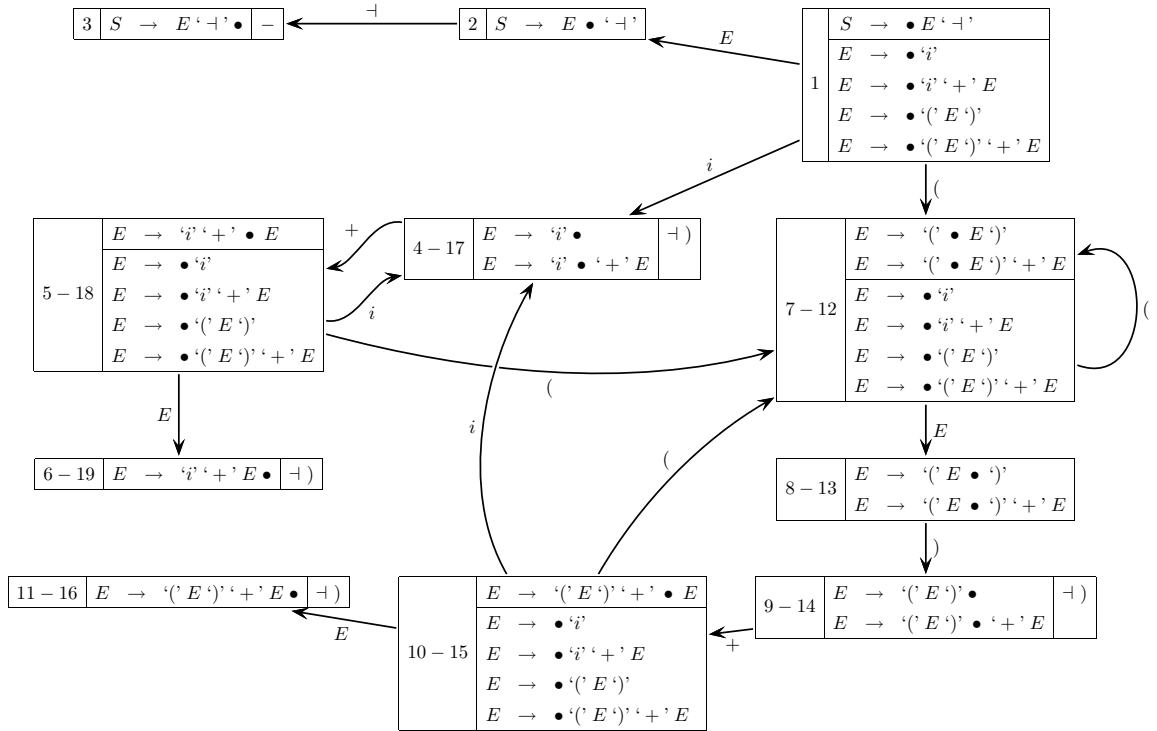 3 S → E ‘⊣’ • −
⊣
2 S → E • ‘⊣’
E
1
S → • E ‘⊣’
E → • ‘i’
E → • ‘i’ ‘+’ E
E → • ‘(’ E ‘)’
E → • ‘(’ E ‘)’ ‘+’ E
i
(
5 − 18
E → ‘i’ ‘+’ • E
E → • ‘i’
E → • ‘i’ ‘+’ E
E → • ‘(’ E ‘)’
E → • ‘(’ E ‘)’ ‘+’ E
+
i
4 − 17
E → ‘i’ • ⊣ )
E → ‘i’ • ‘+’ E
7 − 12
E → ‘(’ • E ‘)’
E → ‘(’ • E ‘)’ ‘+’ E
E → • ‘i’
E → • ‘i’ ‘+’ E
E → • ‘(’ E ‘)’
E → • ‘(’ E ‘)’ ‘+’ E
(
(
E
i
(
E
6 − 19 E → ‘i’ ‘+’ E • ⊣ )
8 − 13
E → ‘(’ E • ‘)’
E → ‘(’ E • ‘)’ ‘+’ E
)
11 − 16 E → ‘(’ E ‘)’ ‘+’ E • ⊣ )
E
10 − 15
E → ‘(’ E ‘)’ ‘+’ • E
E → • ‘i’
E → • ‘i’ ‘+’ E
E → • ‘(’ E ‘)’
E → • ‘(’ E ‘)’ ‘+’ E
+
9 − 14
E → ‘(’ E ‘)’ • ⊣ )
E → ‘(’ E ‘)’ • ‘+’ E